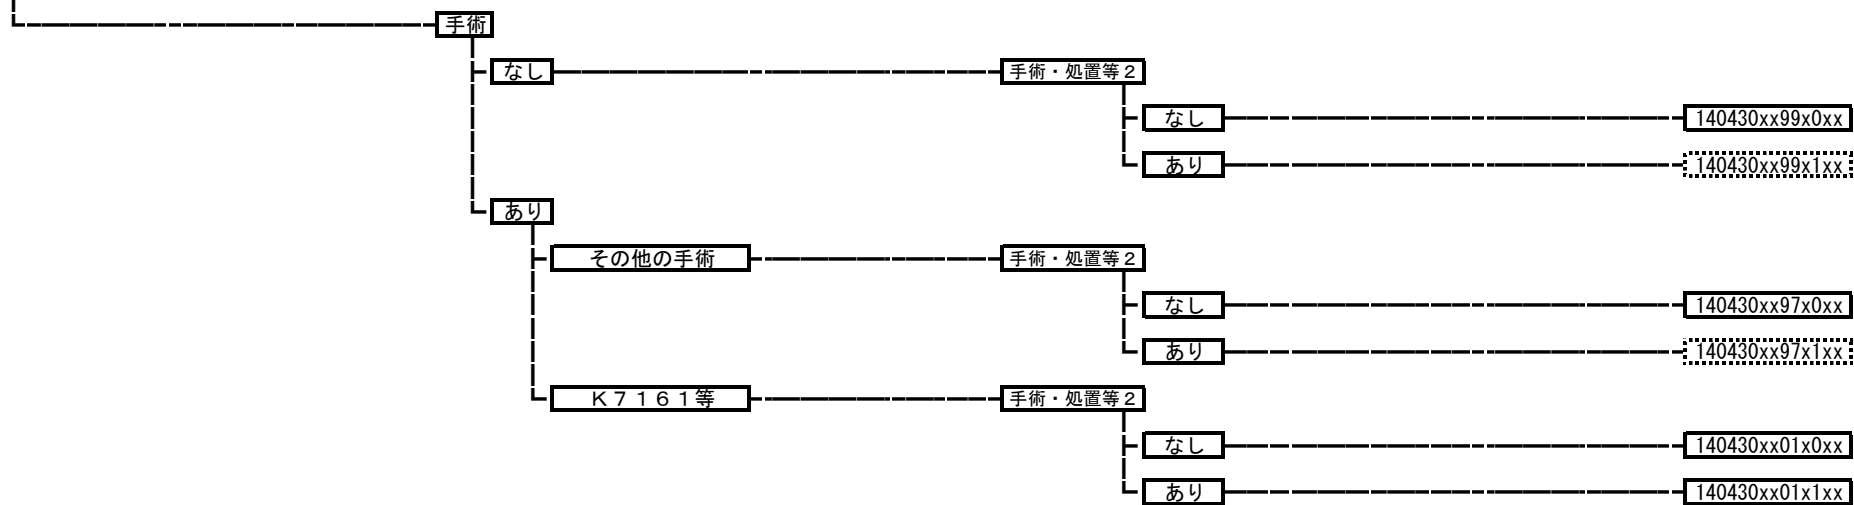 手術
なし 手術・処置等2
なし 140430xx99x0xx
あり 140430xx99x1xx
あり
その他の手術 手術・処置等2
なし 140430xx97x0xx
あり 140430xx97x1xx
K7161等 手術・処置等2
なし 140430xx01x0xx
あり 140430xx01x1xx